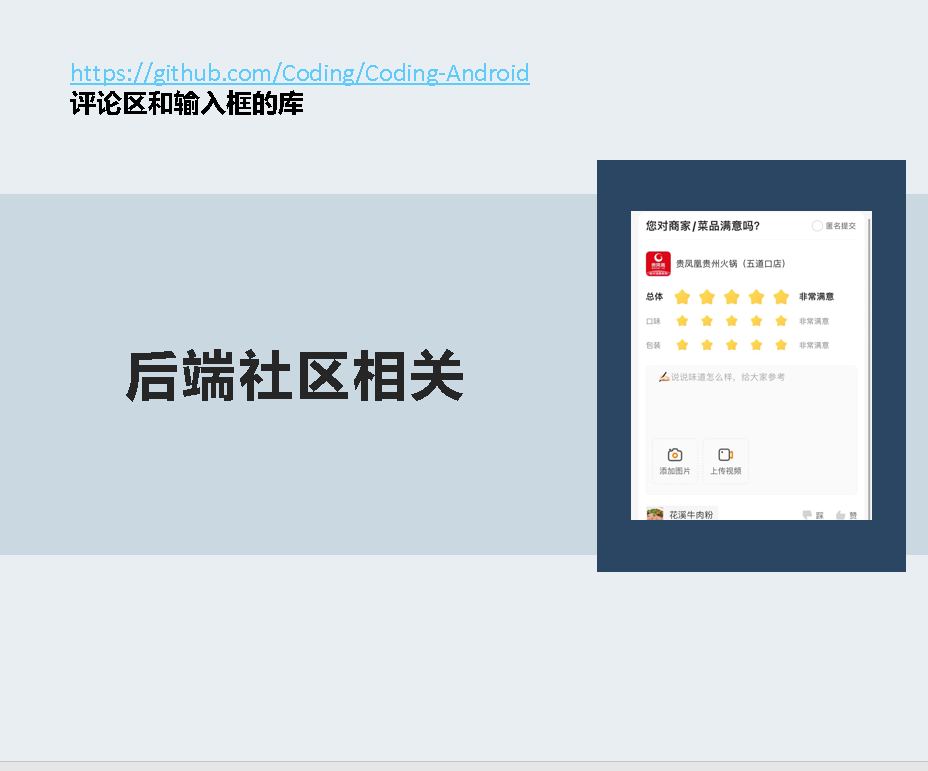 https://github.com/Coding/Coding-Android
评论区和输入框的库
后端社区相关
您对商家/菜品满意吗?
匿名提交
贵凤凰贵州火锅（五道口店）
总体 非常满意
口味 非常满意
包装 非常满意
说说味道怎么样，给大家参考
添加图片 上传视频
花溪牛肉粉 踩 赞